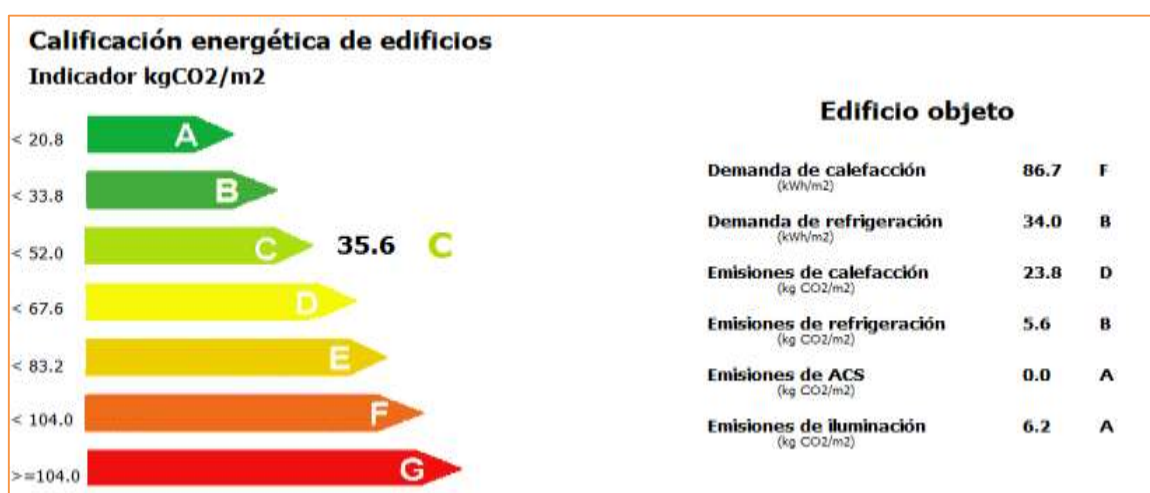 Calificación energética de edificios
Indicador kgCO2/m2
< 20.8 A
< 33.8 B
< 52.0 C 35.6 C
< 67.6 D
< 83.2 E
< 104.0 F
>=104.0 G
Edificio objeto
Demanda de calefacción 86.7 F
(kWh/m2)
Demanda de refrigeración 34.0 B
(kWh/m2)
Emisiones de calefacción 23.8 D
(kg CO2/m2)
Emisiones de refrigeración 5.6 B
(kg CO2/m2)
Emisiones de ACS 0.0 A
(kg CO2/m2)
Emisiones de iluminación 6.2 A
(kg CO2/m2)